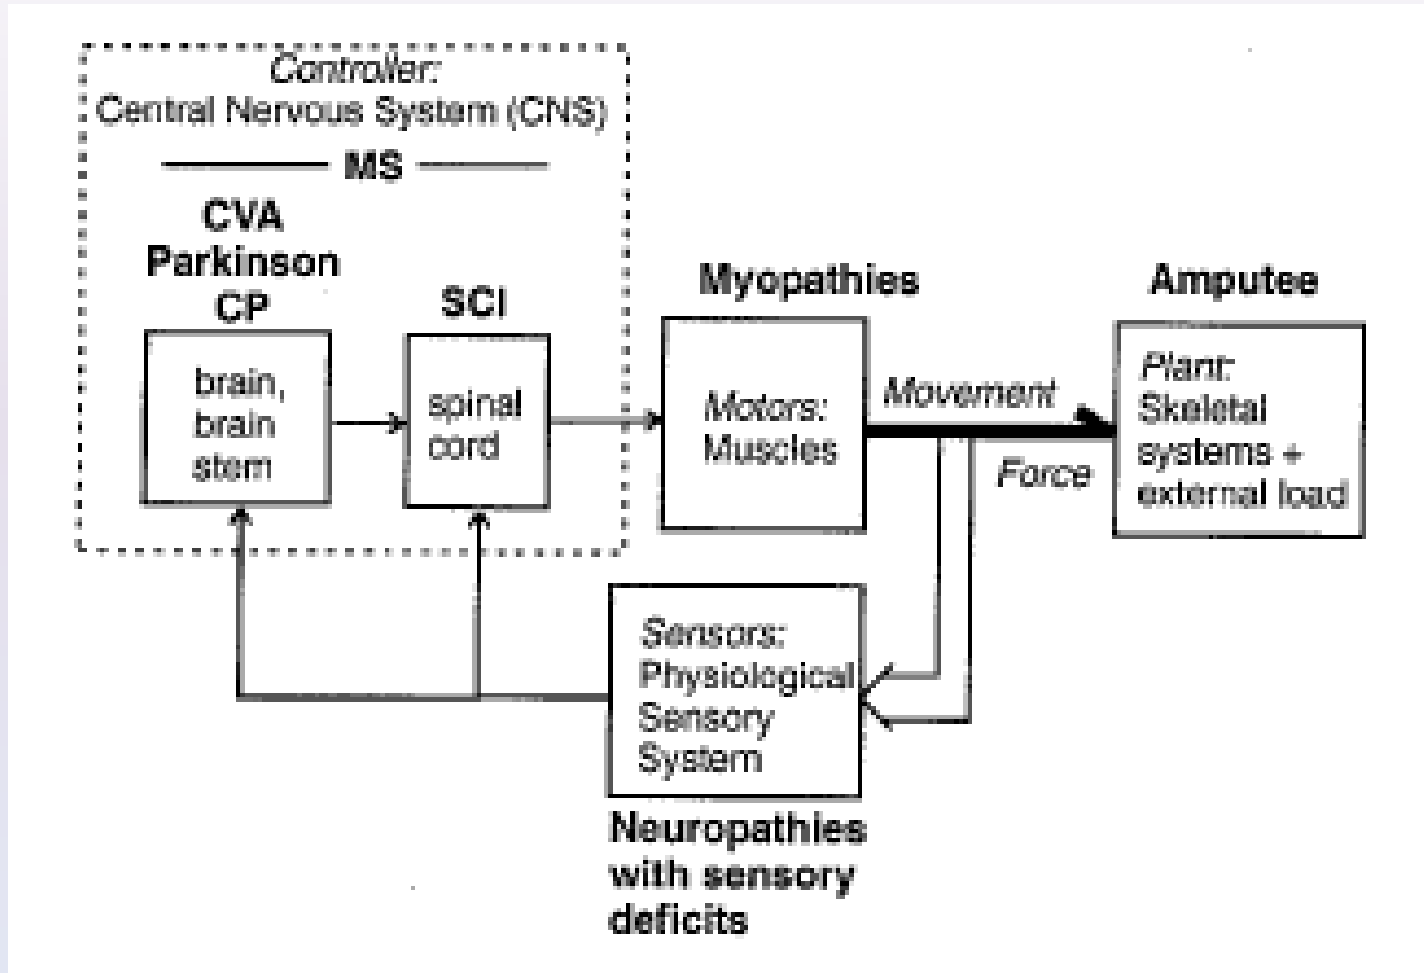 Controller:
Central Nervous System (CNS)
MS
CVA
Parkinson
CP
SCI
brain,
brain
stem
spinal
cord
Myopathies
Motors:
Muscles
Movement
Force
Amputee
Plant:
Skeletal
systems +
external load
Sensors:
Physiological
Sensory
System
Neuropathies
with sensory
deficits